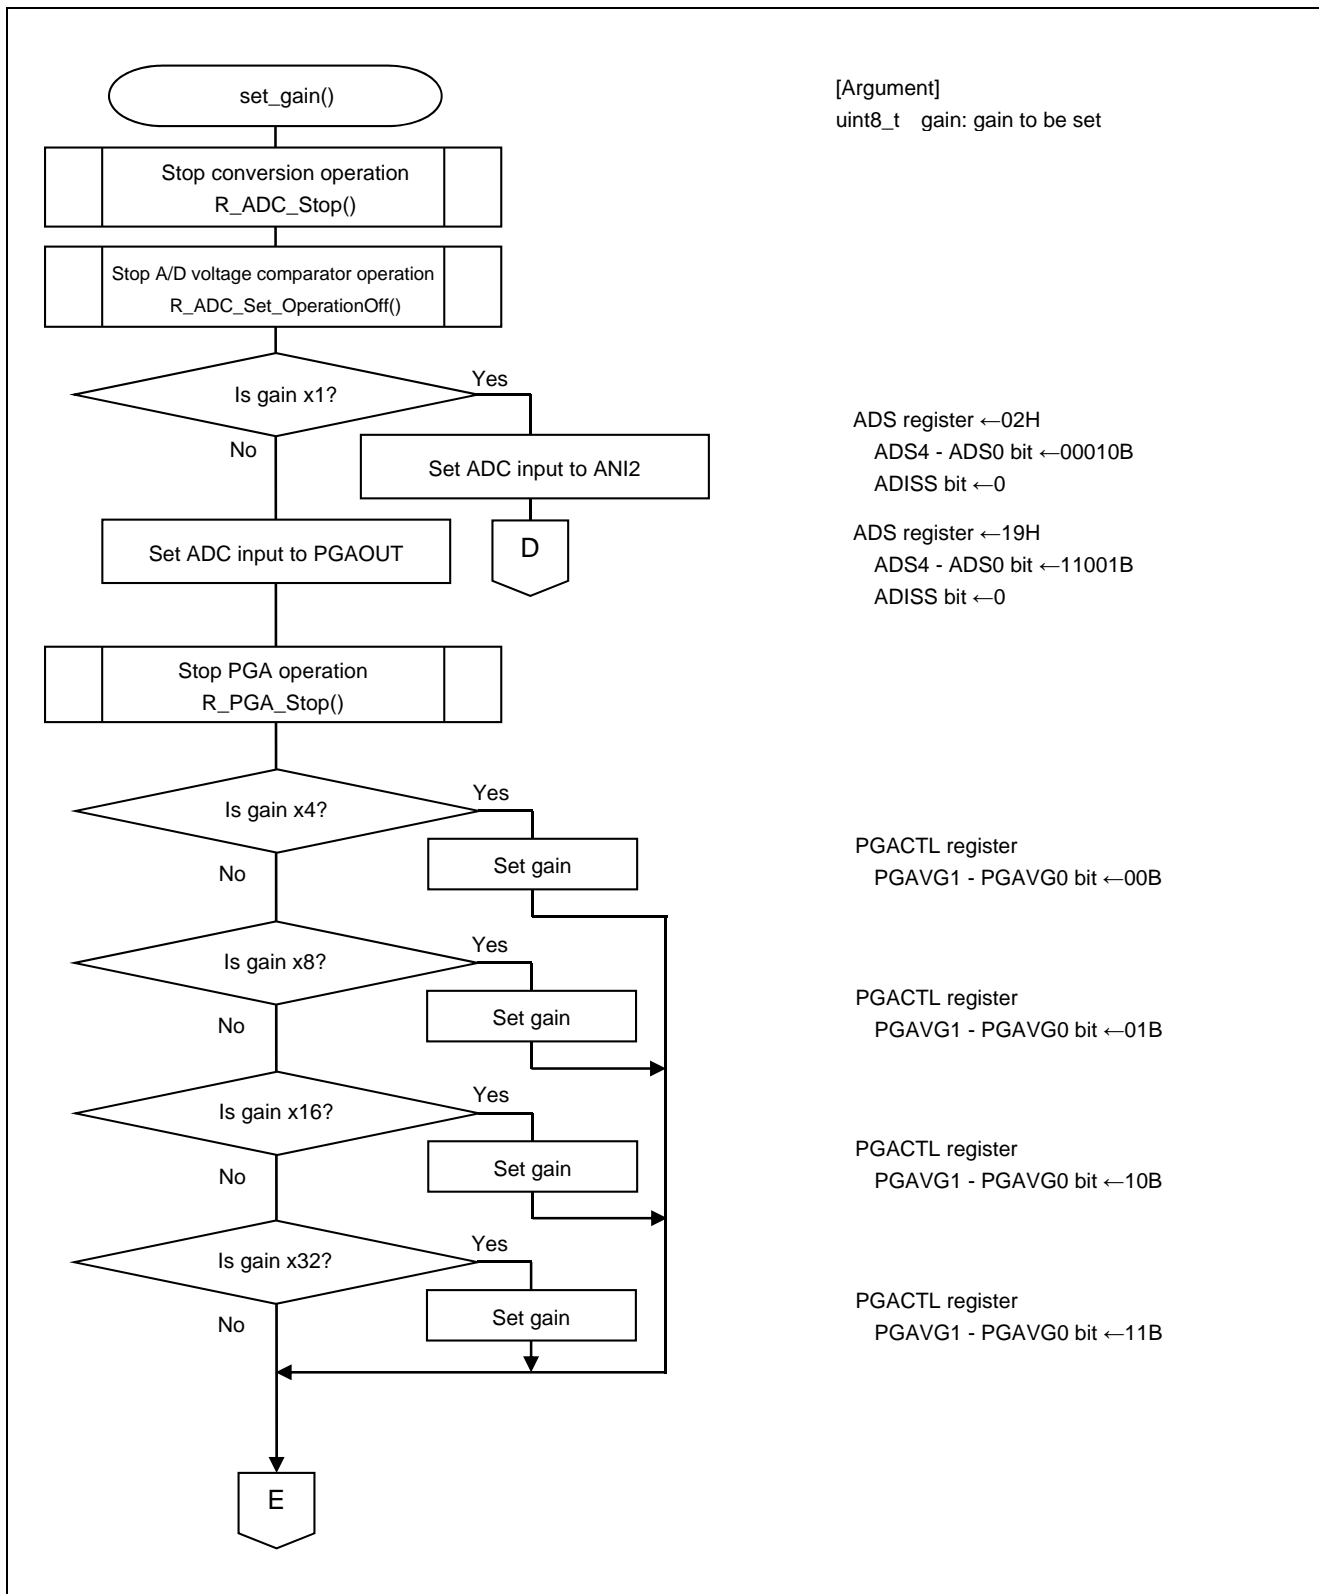 set_gain()
[Argument]
uint8_t gain: gain to be set
Stop conversion operation
R_ADC_Stop()
Stop A/D voltage comparator operation
R_ADC_Set_OperationOff()
Is gain x1?
Yes
No
Set ADC input to ANI2
ADS register ←02H
ADS4 - ADS0 bit ←00010B
ADISS bit ←0
D
Set ADC input to PGAOUT
ADS register ←19H
ADS4 - ADS0 bit ←11001B
ADISS bit ←0
Stop PGA operation
R_PGA_Stop()
Is gain x4?
Yes
No
Set gain
PGACTL register
PGAVG1 - PGAVG0 bit ←00B
Is gain x8?
Yes
No
Set gain
PGACTL register
PGAVG1 - PGAVG0 bit ←01B
Is gain x16?
Yes
No
Set gain
PGACTL register
PGAVG1 - PGAVG0 bit ←10B
Is gain x32?
Yes
No
Set gain
PGACTL register
PGAVG1 - PGAVG0 bit ←11B
E